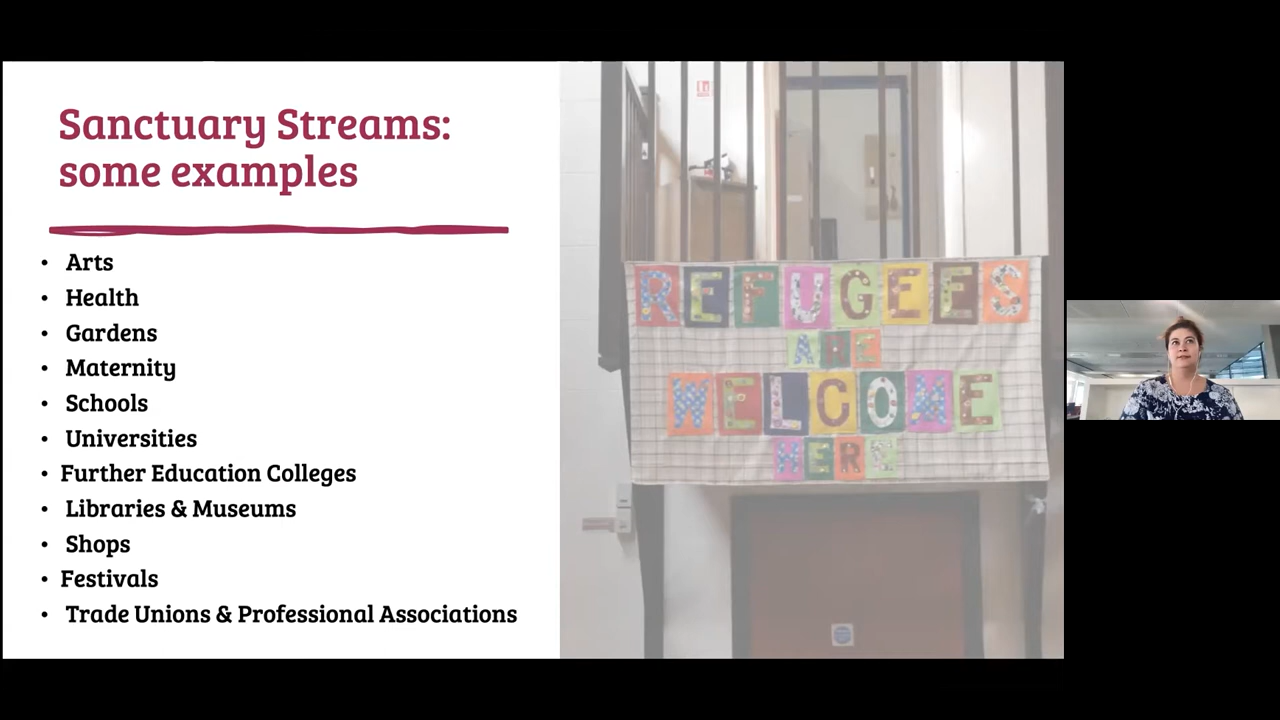 Sanctuary Streams:
some examples
• Arts
• Health
• Gardens
• Maternity
• Schools
• Universities
• Further Education Colleges
• Libraries & Museums
• Shops
• Festivals
• Trade Unions & Professional Associations
REFUGEES
ARE
WELCOME
HERE